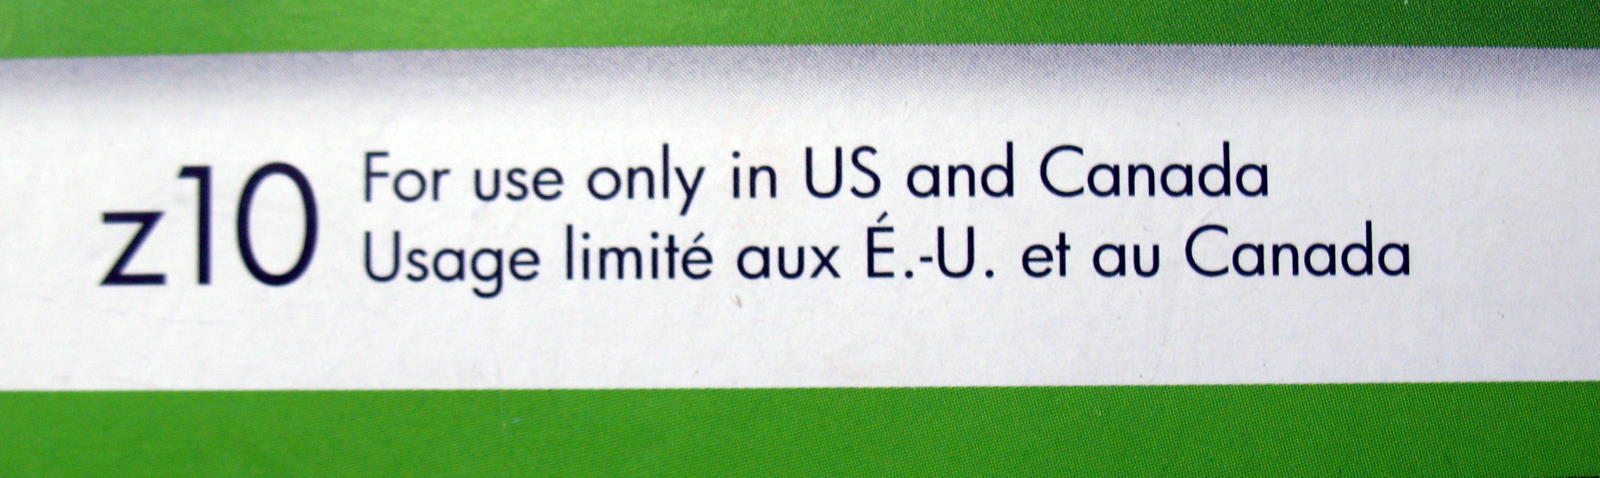 z10
For use only in US and Canada
Usage limité aux É.-U. et au Canada